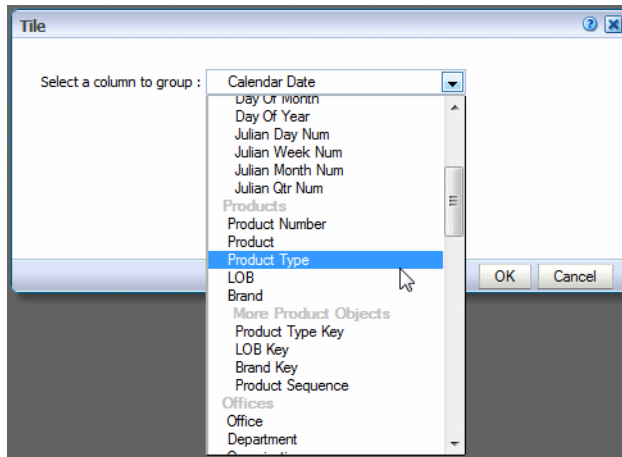 Tile
Select a column to group :
Calendar Date
Day Of Month
Day Of Year
Julian Day Num
Julian Week Num
Julian Month Num
Julian Qtr Num
Products
Product Number
Product
Product Type
LOB
Brand
More Product Objects
Product Type Key
LOB Key
Brand Key
Product Sequence
Offices
Office
Department
OK Cancel